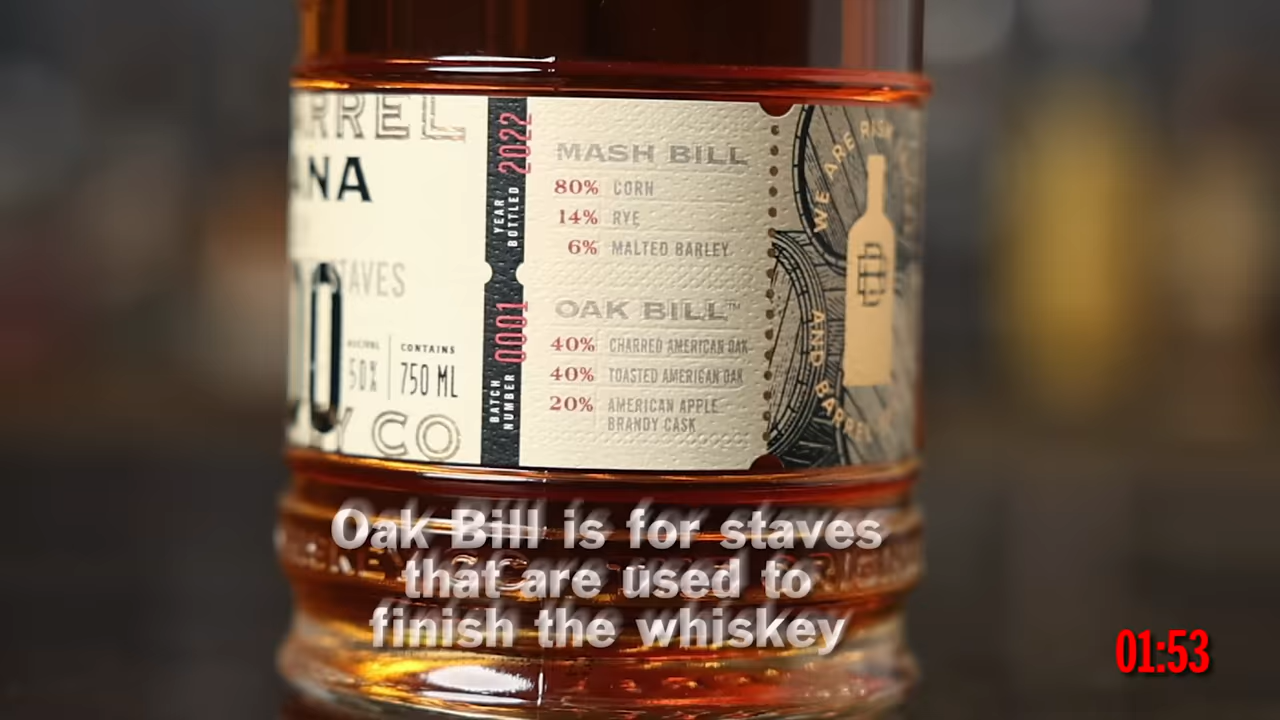 RREL
ANA
STAVES
50%
CONTAINS
750 ML
Y CO
YEAR
BOTTLED
2022
BATCH
NUMBER
0001
MASH BILL
80% CORN
14% RYE
6% MALTED BARLEY
OAK BILL™
40% CHARRED AMERICAN OAK
40% TOASTED AMERICAN OAK
20% AMERICAN APPLE
BRANDY CASK
WE ARE
AND BARREL
Oak Bill is for staves
that are used to
finish the whiskey
01:53